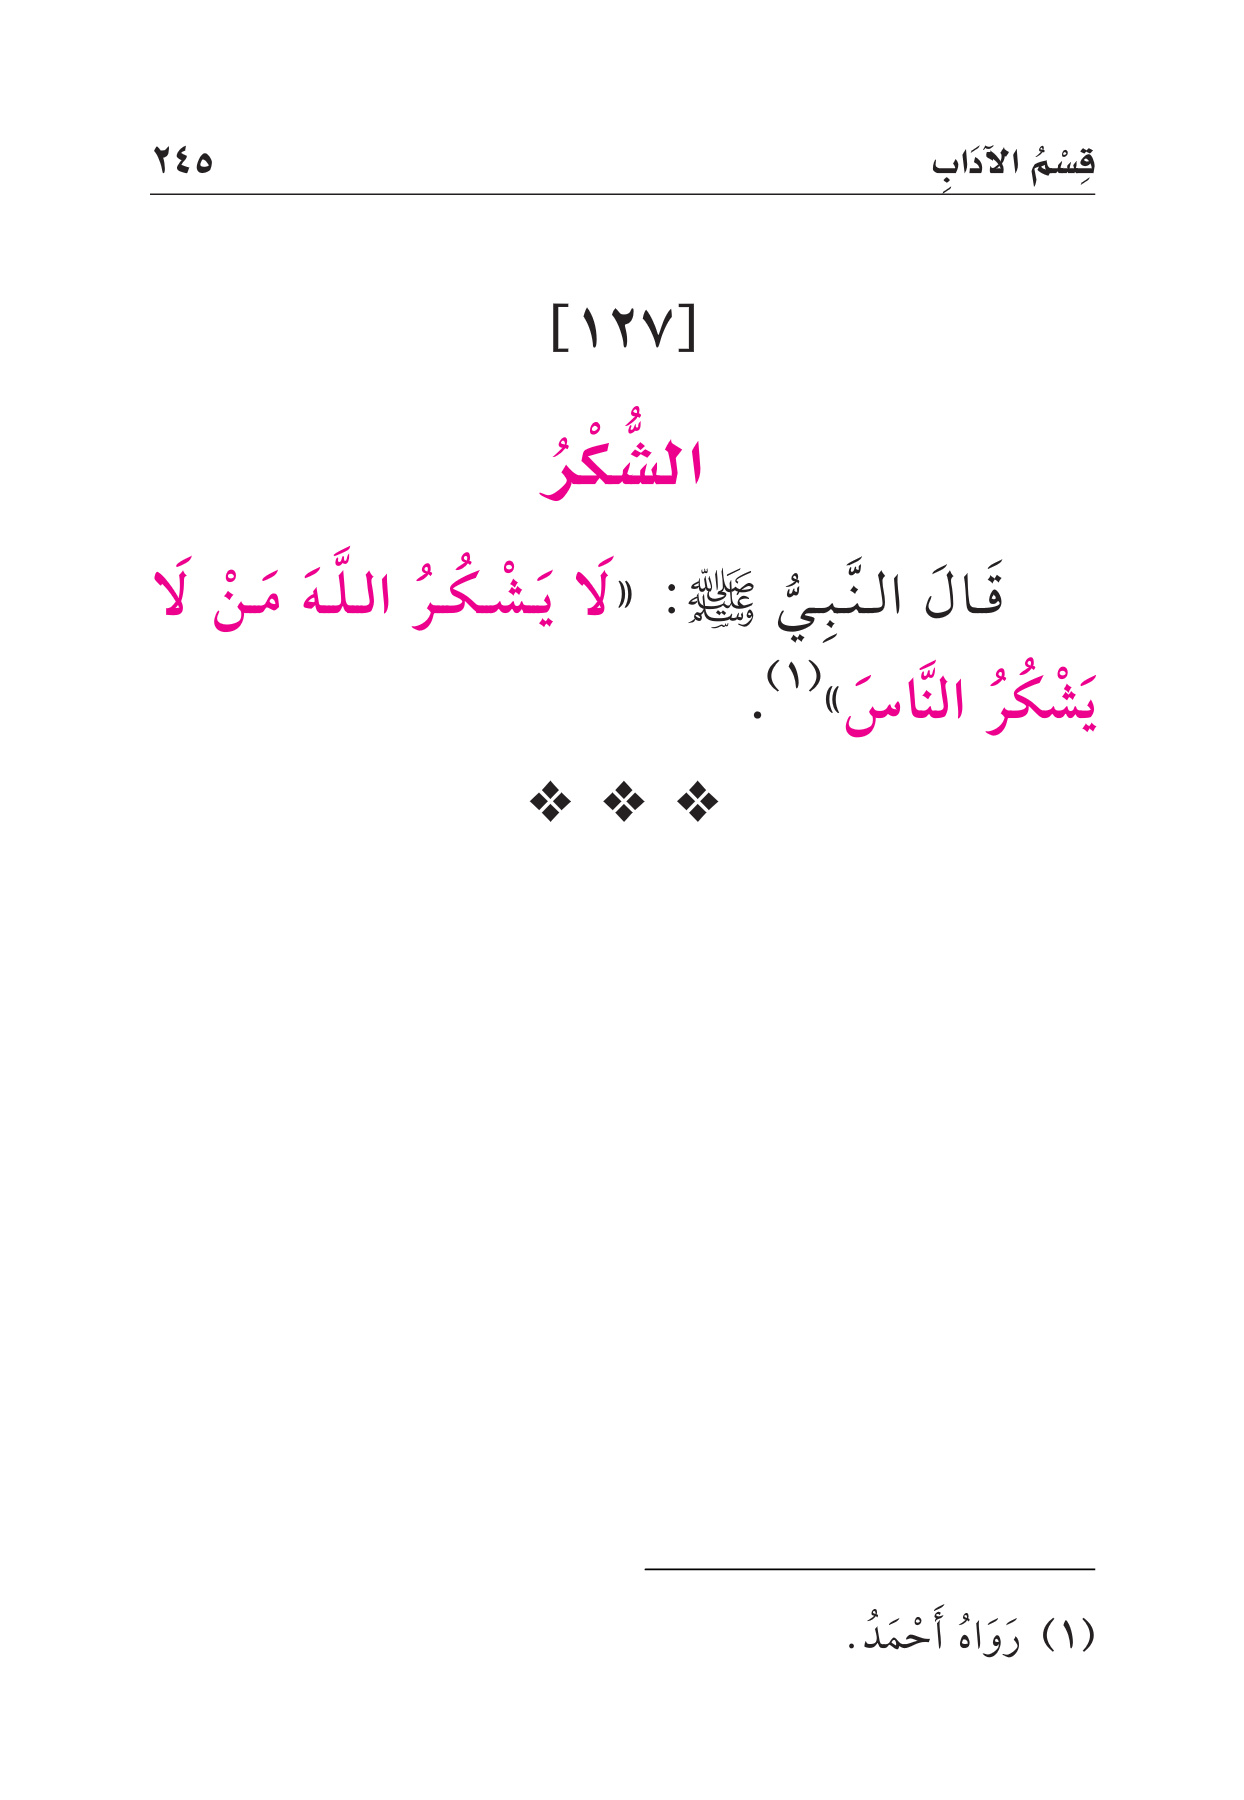 قِسْمُ الآدَابِ ٢٤٥
[١٢٧]
الشُّكْرُ
قَالَ النَّبِيُّ ﷺ: «لَا يَشْكُرُ اللَّهَ مَنْ لَا
يَشْكُرُ النَّاسَ»(١).
(١) رَوَاهُ أَحْمَدُ.